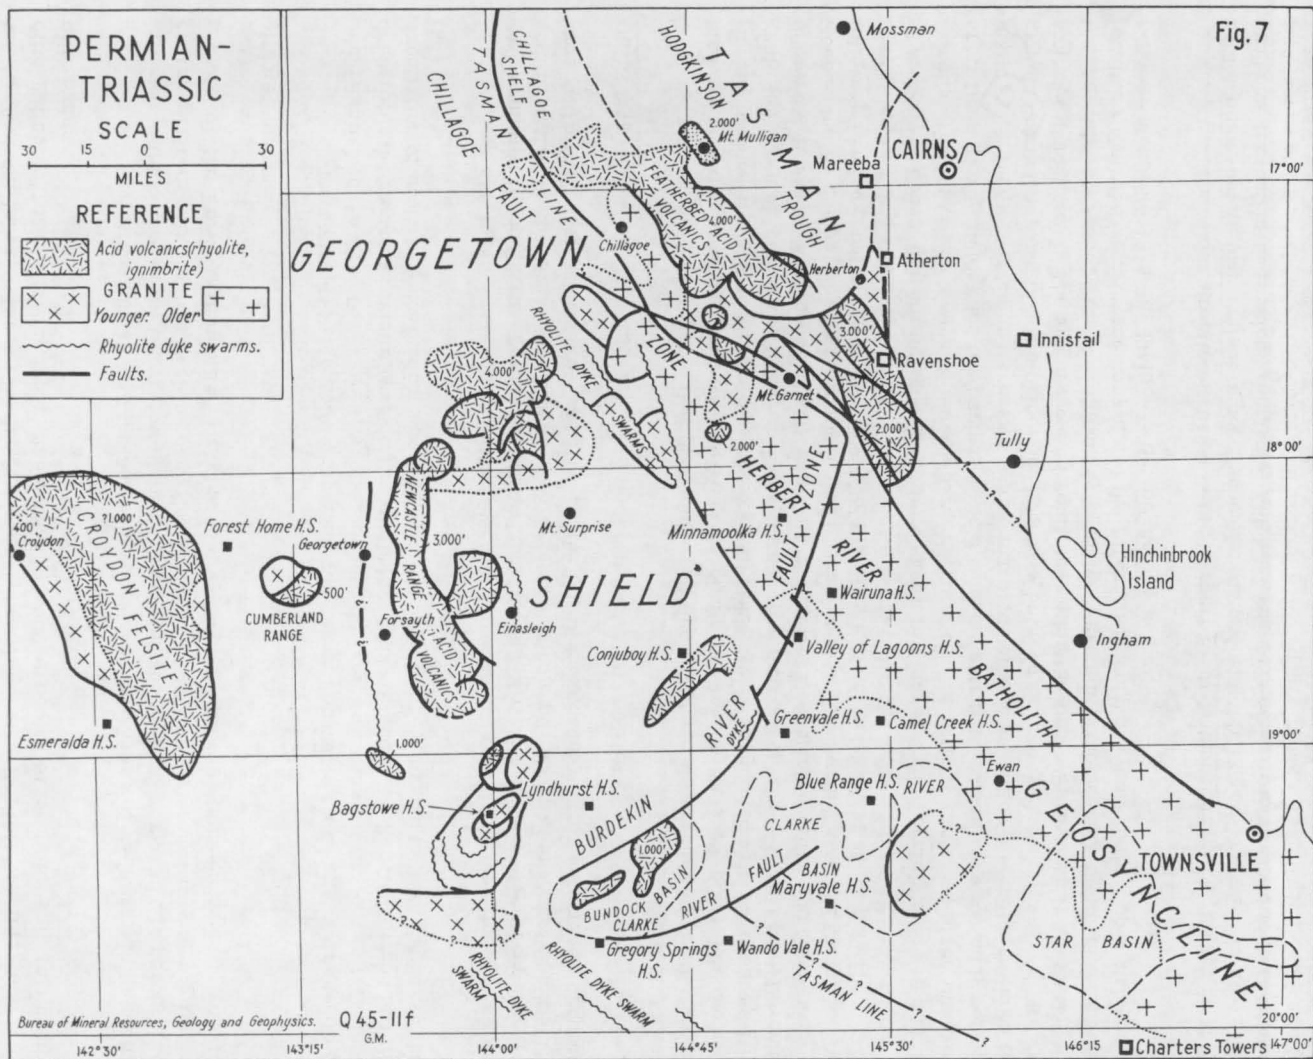 Fig. 7
PERMIAN-
TRIASSIC
SCALE
30 15 0 30
MILES
REFERENCE
Acid volcanics(rhyolite,
ignimbrite)
GRANITE
Younger. Older
Rhyolite dyke swarms.
Faults.
CHILLAGOE
SHELF
TASMAN
LINE
CHILLAGOE
FAULT
ZONE
HODGKINSON
TROUGH
TASMAN
Mossman
2.000'
Mt. Mulligan
Mareeba
CAIRNS
17°00'
FEATHERBED ACID
VOLCANICS
4.000'
Chillagoe
GEORGETOWN
Herberton
Atherton
3.000'
Innisfail
Ravenshoe
Mt. Garnet
RHYOLITE
DYKE
SWARMS
4.000'
2.000'
2.000'
Tully
18°00'
HERBERT
RIVER
FAULT
ZONE
Mt. Surprise
Minnamoolka H.S.
CROYDON FELSITE
?1.000'
400'
Croydon
Forest Home H.S.
Georgetown
500'
CUMBERLAND
RANGE
NEWCASTLE RANGE
ACID
VOLCANICS
3000'
Forsayth
Einasleigh
SHIELD
Wairuna H.S.
Hinchinbrook
Island
Conjuboy H.S.
Valley of Lagoons H.S.
Ingham
BATHOLITH
Esmeralda H.S.
1.000'
RIVER
DYKE
Greenvale H.S.
Camel Creek H.S.
19°00'
Bagstowe H.S.
Lyndhurst H.S.
Blue Range H.S.
RIVER
Ewan
BURDEKIN
CLARKE
1.000'
BASIN
FAULT
Maryvale H.S.
GEOSYNCILINE
TOWNSVILLE
BUNDOCK
BASIN
CLARKE
RIVER
Gregory Springs
H.S.
Wando Vale H.S.
STAR BASIN
RHYOLITE DYKE
SWARM
RHYOLITE DYKE SWARM
TASMAN LINE
20°00'
Bureau of Mineral Resources, Geology and Geophysics.
Q45-11f
G.M.
Charters Towers
142°30' 143°15' 144°00' 144°45' 145°30' 146°15' 147°00'